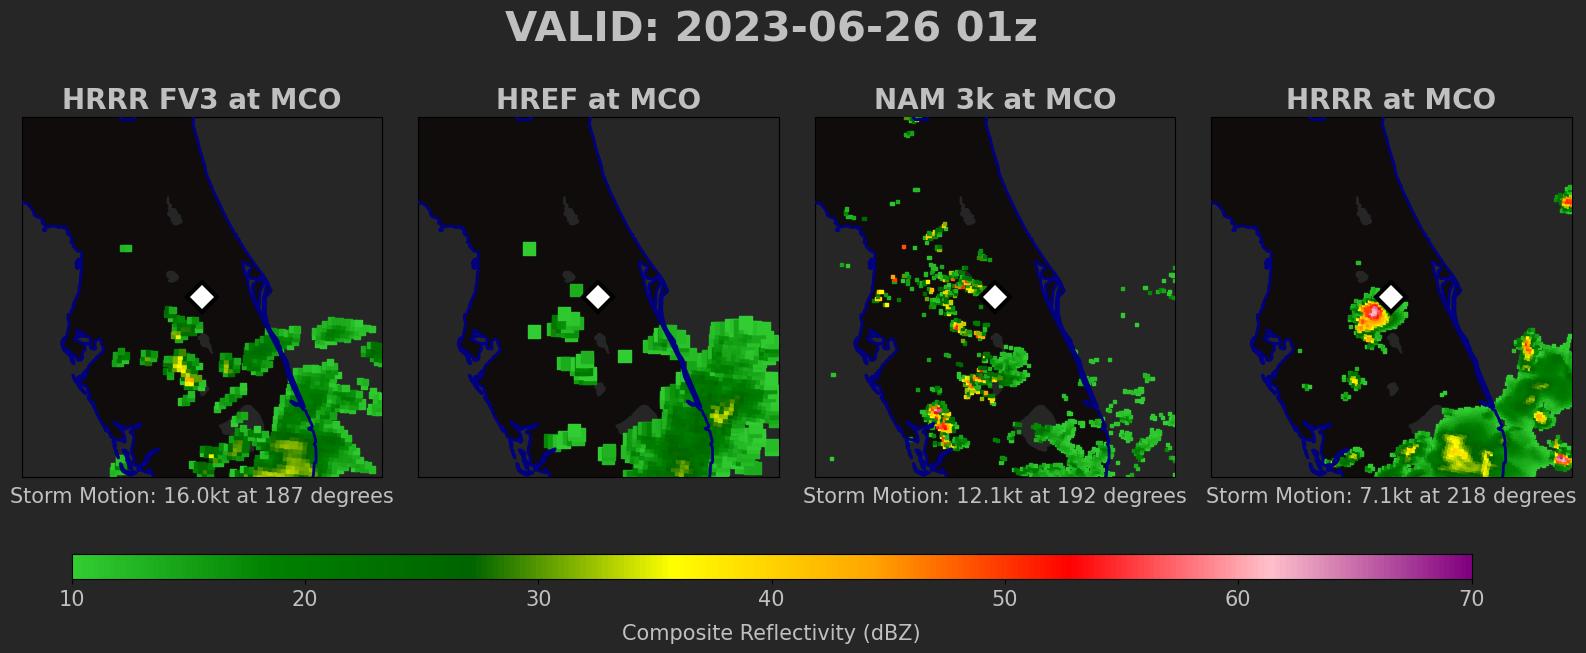 VALID: 2023-06-26 01z
HRRR FV3 at MCO
HREF at MCO
NAM 3k at MCO
HRRR at MCO
Storm Motion: 16.0kt at 187 degrees
Storm Motion: 12.1kt at 192 degrees
Storm Motion: 7.1kt at 218 degrees
10 20 30 40 50 60 70
Composite Reflectivity (dBZ)